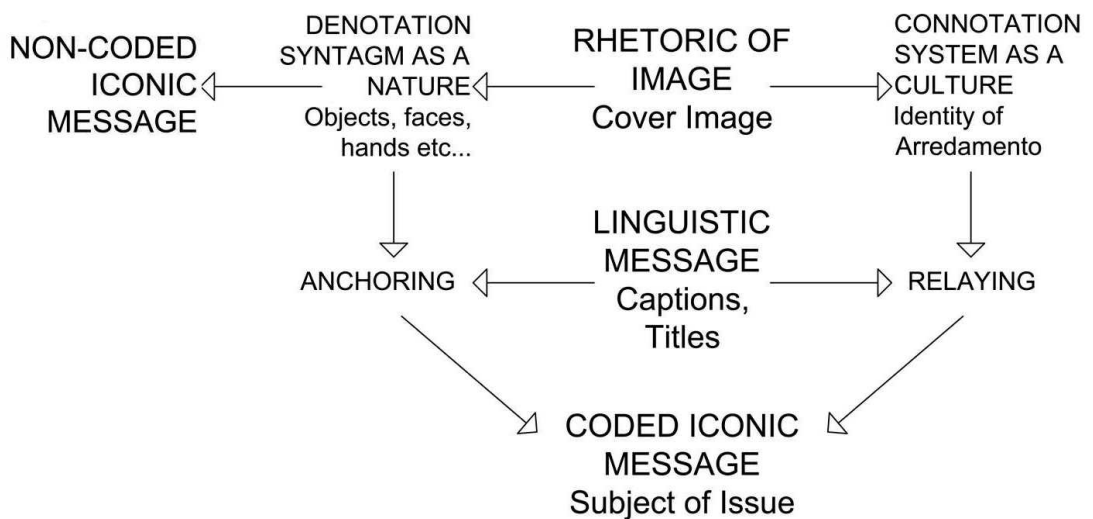 NON-CODED
ICONIC
MESSAGE
DENOTATION
SYNTAGM AS A
NATURE
Objects, faces,
hands etc...
RHETORIC OF
IMAGE
Cover Image
CONNOTATION
SYSTEM AS A
CULTURE
Identity of
Arredamento
ANCHORING
LINGUISTIC
MESSAGE
Captions,
Titles
RELAYING
CODED ICONIC
MESSAGE
Subject of Issue